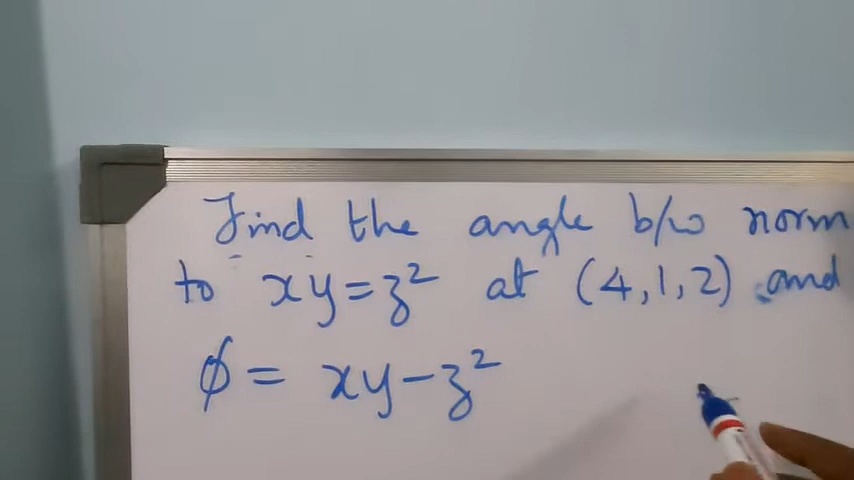 Find the angle b/w norm
to xy=z² at (4,1,2) and
φ = xy-z²